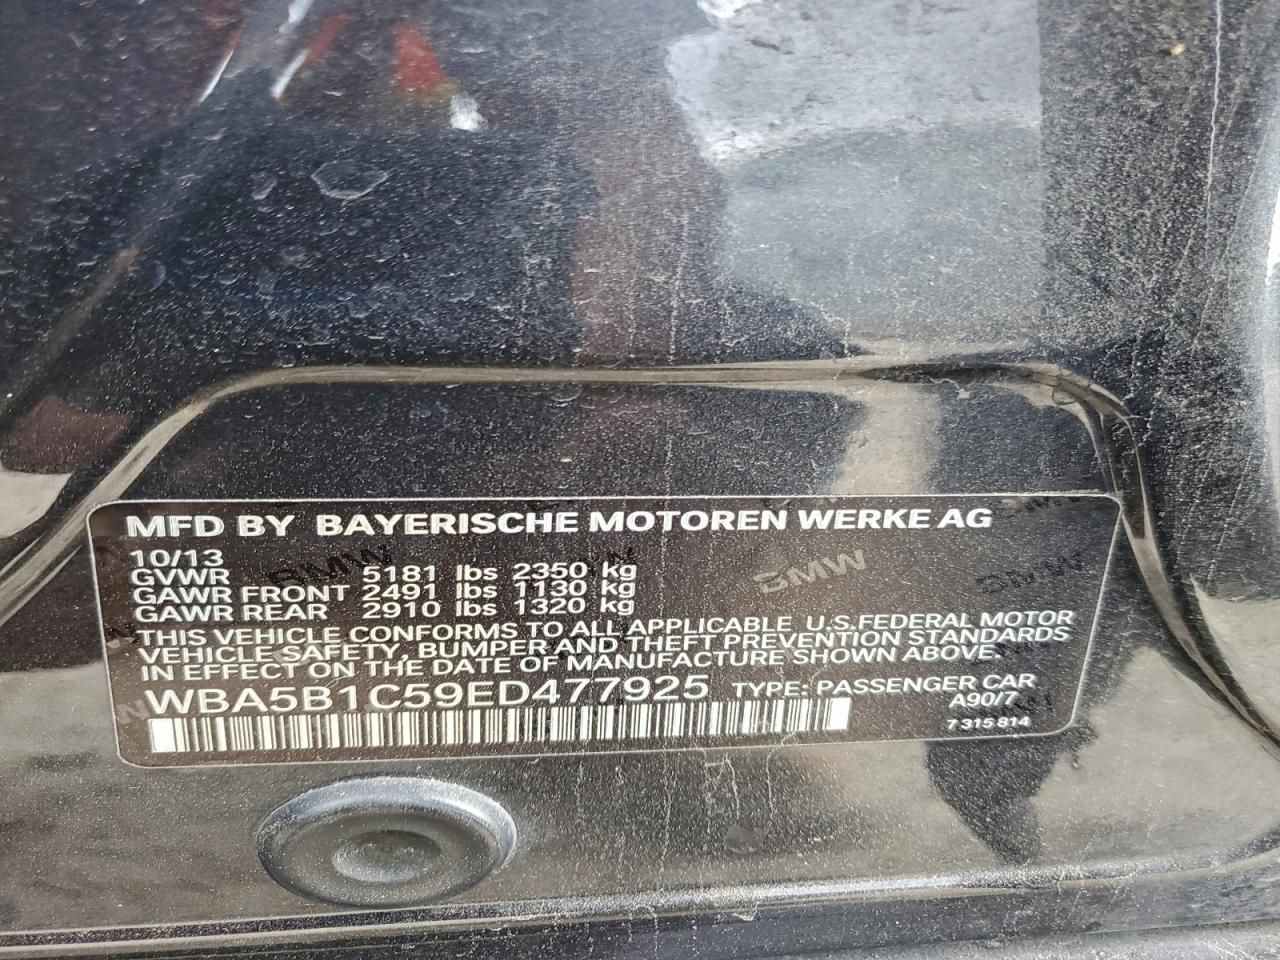 MFD BY BAYERISCHE MOTOREN WERKE AG
10/13
GVWR 5181 lbs 2350 kg
GAWR FRONT 2491 lbs 1130 kg
GAWR REAR 2910 lbs 1320 kg
THIS VEHICLE CONFORMS TO ALL APPLICABLE U.S.FEDERAL MOTOR
VEHICLE SAFETY, BUMPER AND THEFT PREVENTION STANDARDS
IN EFFECT ON THE DATE OF MANUFACTURE SHOWN ABOVE.
WBA5B1C59ED477925 TYPE: PASSENGER CAR
A90/7
7 315 814
BMW
BMW
BMW